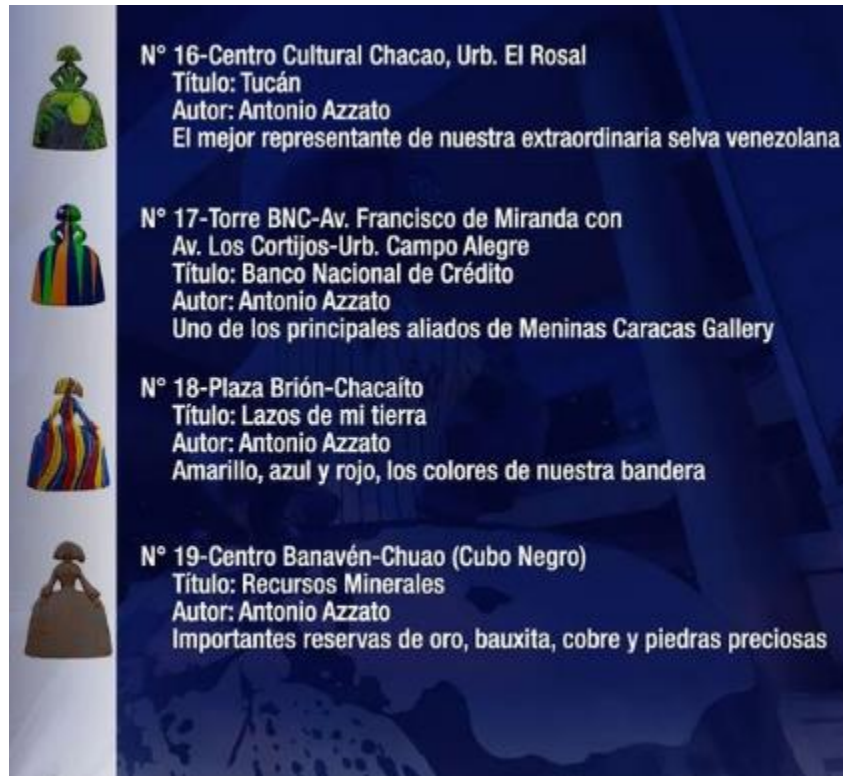 N° 16-Centro Cultural Chacao, Urb. El Rosal
Título: Tucán
Autor: Antonio Azzato
El mejor representante de nuestra extraordinaria selva venezolana
N° 17-Torre BNC-Av. Francisco de Miranda con
Av. Los Cortijos-Urb. Campo Alegre
Título: Banco Nacional de Crédito
Autor: Antonio Azzato
Uno de los principales aliados de Meninas Caracas Gallery
N° 18-Plaza Brión-Chacaíto
Título: Lazos de mi tierra
Autor: Antonio Azzato
Amarillo, azul y rojo, los colores de nuestra bandera
N° 19-Centro Banavén-Chuao (Cubo Negro)
Título: Recursos Minerales
Autor: Antonio Azzato
Importantes reservas de oro, bauxita, cobre y piedras preciosas